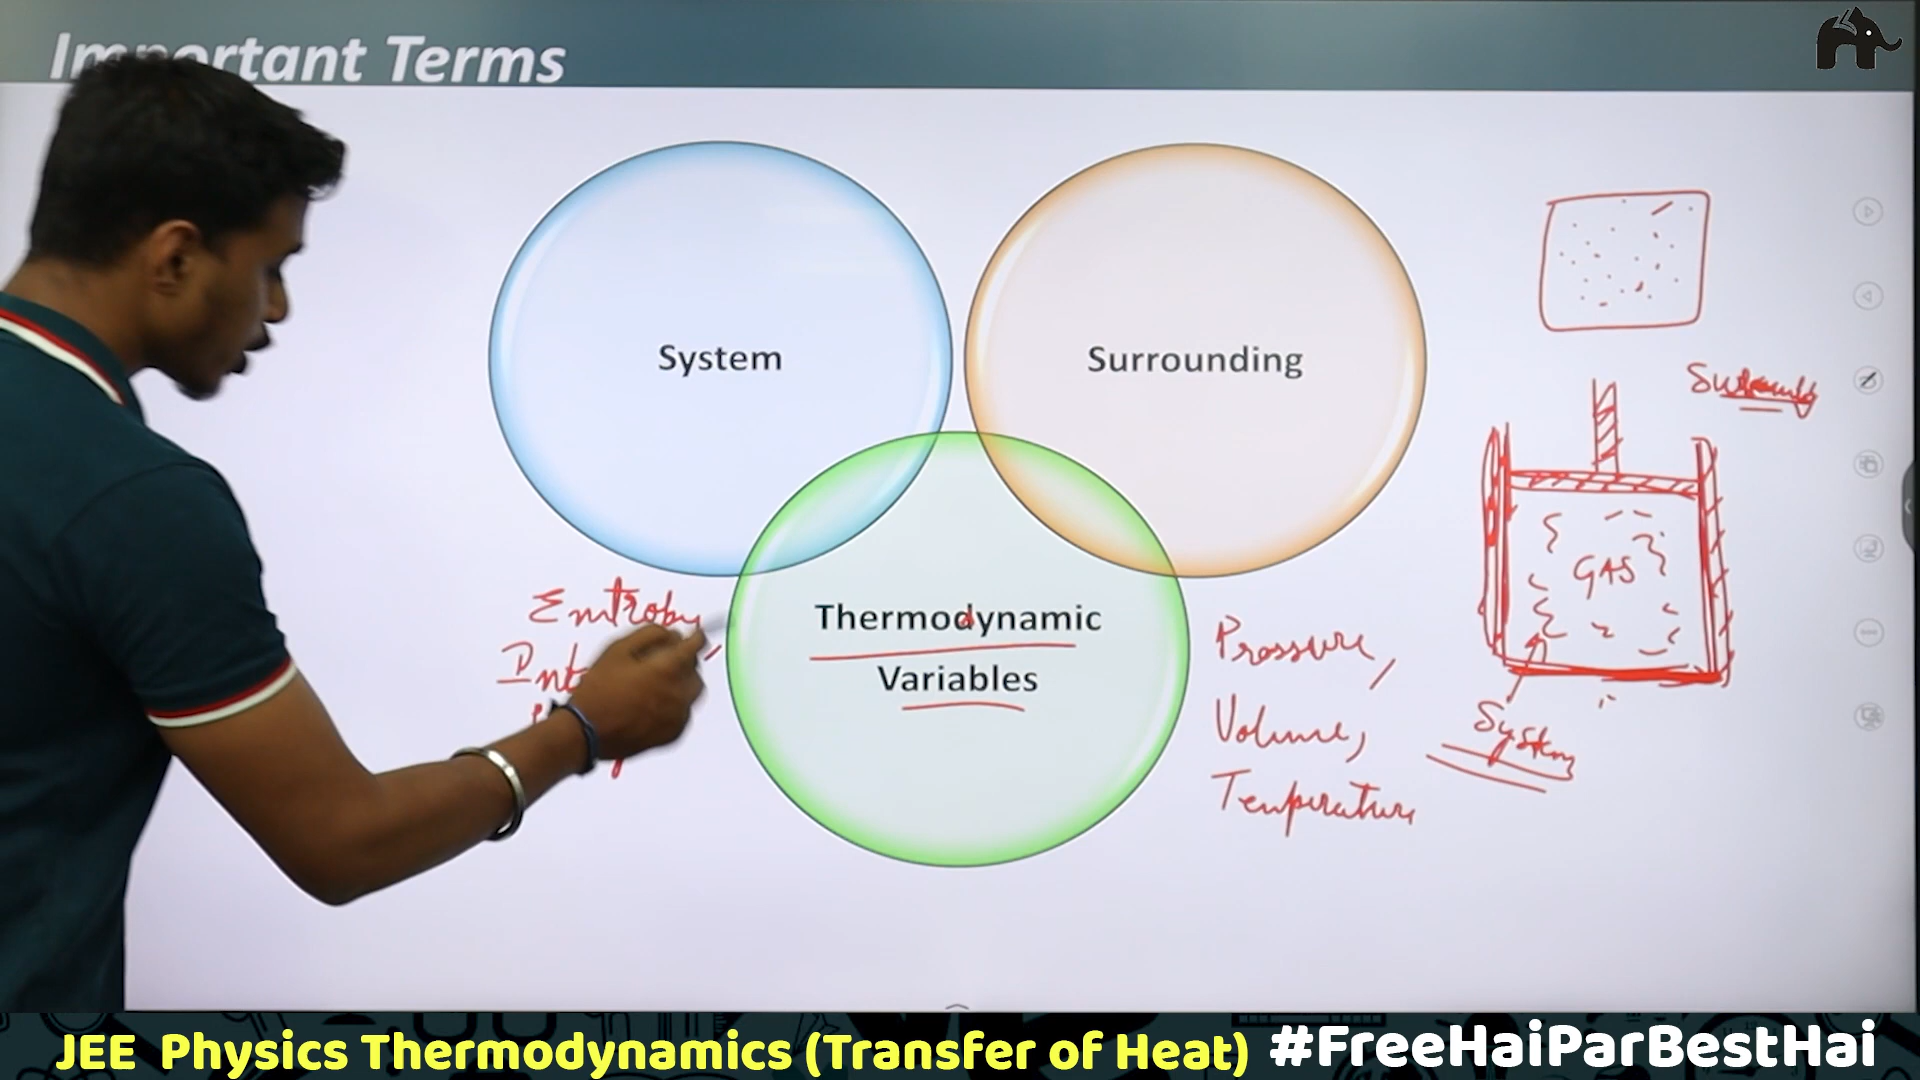 Important Terms
System
Surrounding
Thermodynamic
Variables
Entropy,
Pressure,
Volume,
Temperature
GAS
System
JEE Physics Thermodynamics (Transfer of Heat) #FreeHaiParBestHai